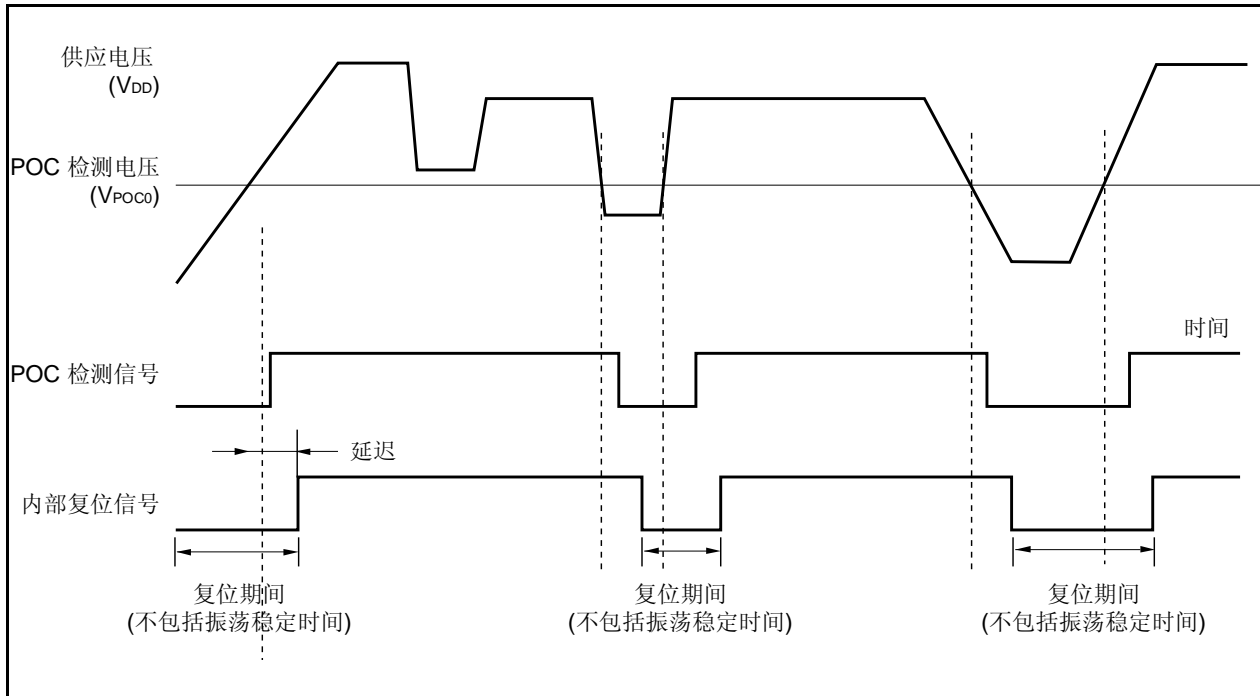 供应电压
(VDD)
POC 检测电压
(VPOC0)
时间
POC 检测信号
延迟
内部复位信号
复位期间
(不包括振荡稳定时间)
复位期间
(不包括振荡稳定时间)
复位期间
(不包括振荡稳定时间)